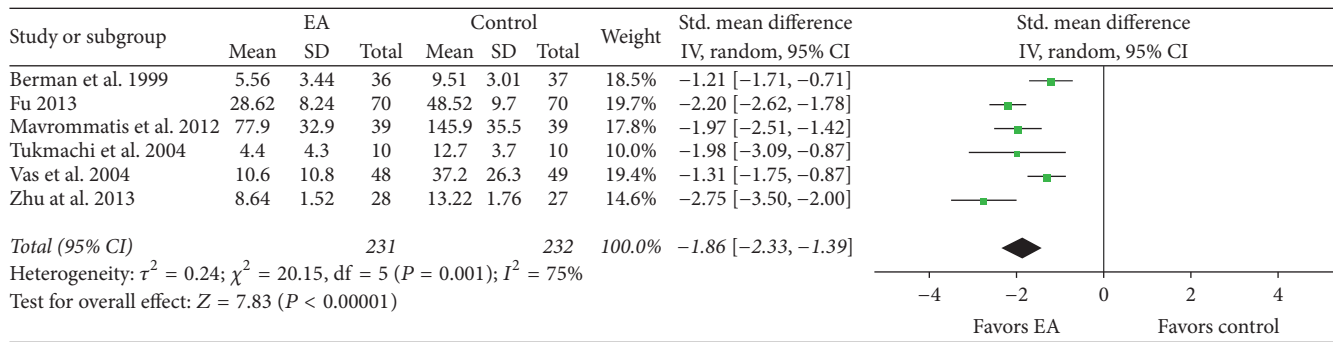 Study or subgroup EA Control Weight Std. mean difference Std. mean difference
Mean SD Total Mean SD Total IV, random, 95% CI IV, random, 95% CI
Berman et al. 1999 5.56 3.44 36 9.51 3.01 37 18.5% −1.21 [−1.71, −0.71]
Fu 2013 28.62 8.24 70 48.52 9.7 70 19.7% −2.20 [−2.62, −1.78]
Mavrommatis et al. 2012 77.9 32.9 39 145.9 35.5 39 17.8% −1.97 [−2.51, −1.42]
Tukmachi et al. 2004 4.4 4.3 10 12.7 3.7 10 10.0% −1.98 [−3.09, −0.87]
Vas et al. 2004 10.6 10.8 48 37.2 26.3 49 19.4% −1.31 [−1.75, −0.87]
Zhu at al. 2013 8.64 1.52 28 13.22 1.76 27 14.6% −2.75 [−3.50, −2.00]
Total (95% CI) 231 232 100.0% −1.86 [−2.33, −1.39]
Heterogeneity: τ² = 0.24; χ² = 20.15, df = 5 (P = 0.001); I² = 75%
Test for overall effect: Z = 7.83 (P < 0.00001)
−4 −2 0 2 4
Favors EA Favors control